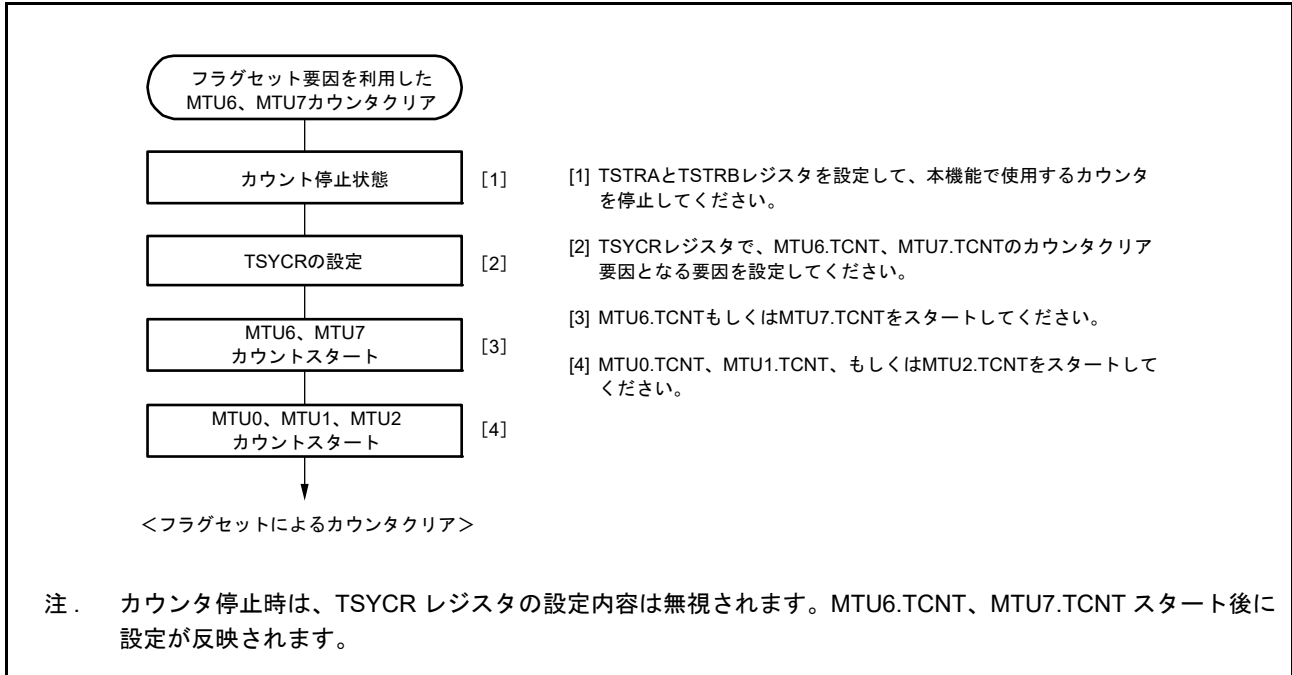 フラグセット要因を利用した
MTU6、MTU7カウンタクリア
カウント停止状態
[1]
TSYCRの設定
[2]
MTU6、MTU7
カウントスタート
[3]
MTU0、MTU1、MTU2
カウントスタート
[4]
＜フラグセットによるカウンタクリア＞
[1] TSTRAとTSTRBレジスタを設定して、本機能で使用するカウンタ
を停止してください。
[2] TSYCRレジスタで、MTU6.TCNT、MTU7.TCNTのカウンタクリア
要因となる要因を設定してください。
[3] MTU6.TCNTもしくはMTU7.TCNTをスタートしてください。
[4] MTU0.TCNT、MTU1.TCNT、もしくはMTU2.TCNTをスタートして
ください。
注． カウンタ停止時は、TSYCR レジスタの設定内容は無視されます。MTU6.TCNT、MTU7.TCNT スタート後に
設定が反映されます。